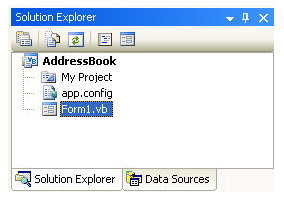 Solution Explorer
AddressBook
My Project
app.config
Form1.vb
Solution Explorer Data Sources